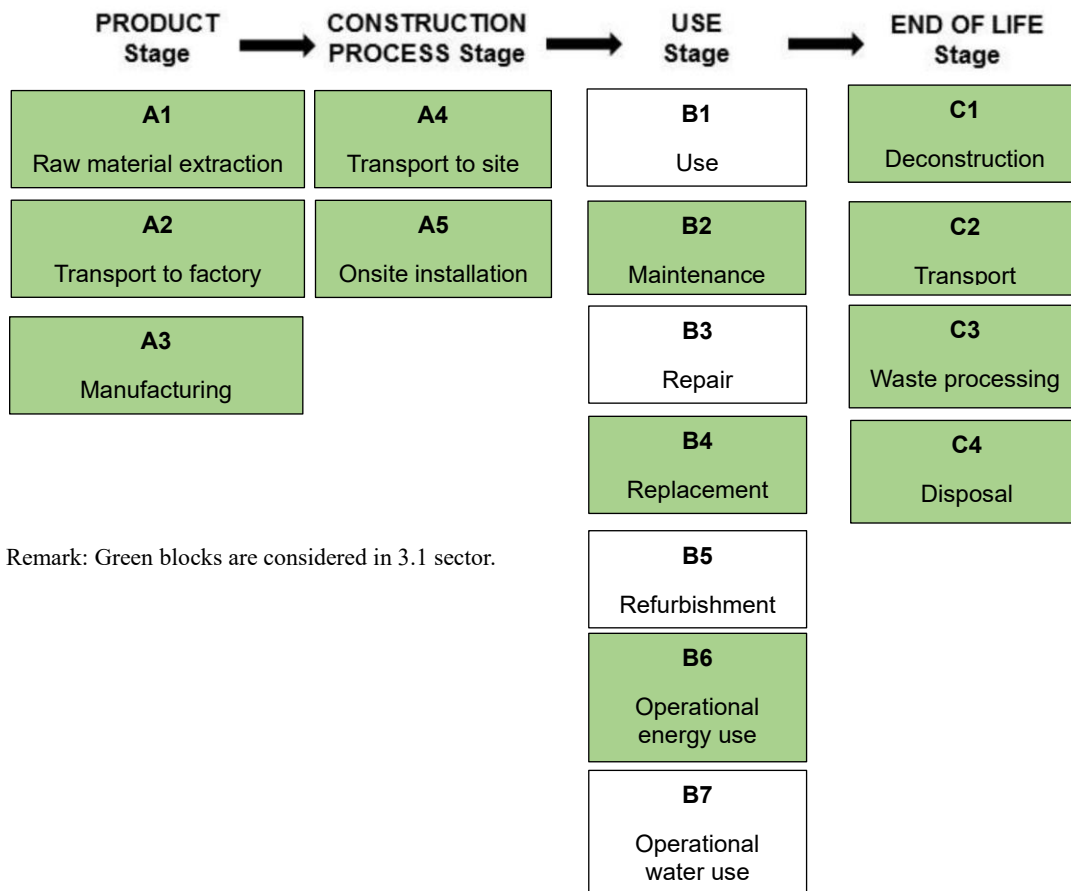 PRODUCT
Stage
CONSTRUCTION
PROCESS Stage
USE
Stage
END OF LIFE
Stage
A1
Raw material extraction
A2
Transport to factory
A3
Manufacturing
A4
Transport to site
A5
Onsite installation
B1
Use
B2
Maintenance
B3
Repair
B4
Replacement
B5
Refurbishment
B6
Operational
energy use
B7
Operational
water use
C1
Deconstruction
C2
Transport
C3
Waste processing
C4
Disposal
Remark: Green blocks are considered in 3.1 sector.